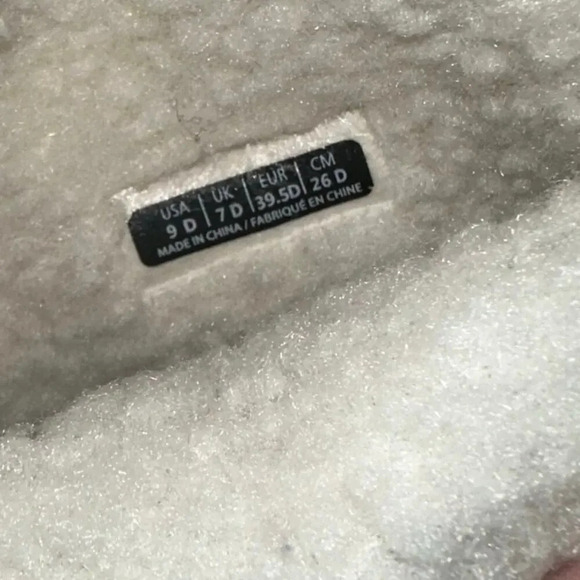 USA | UK | EUR | CM
9 D | 7 D | 39.5D | 26 D
MADE IN CHINA / FABRIQUÉ EN CHINE